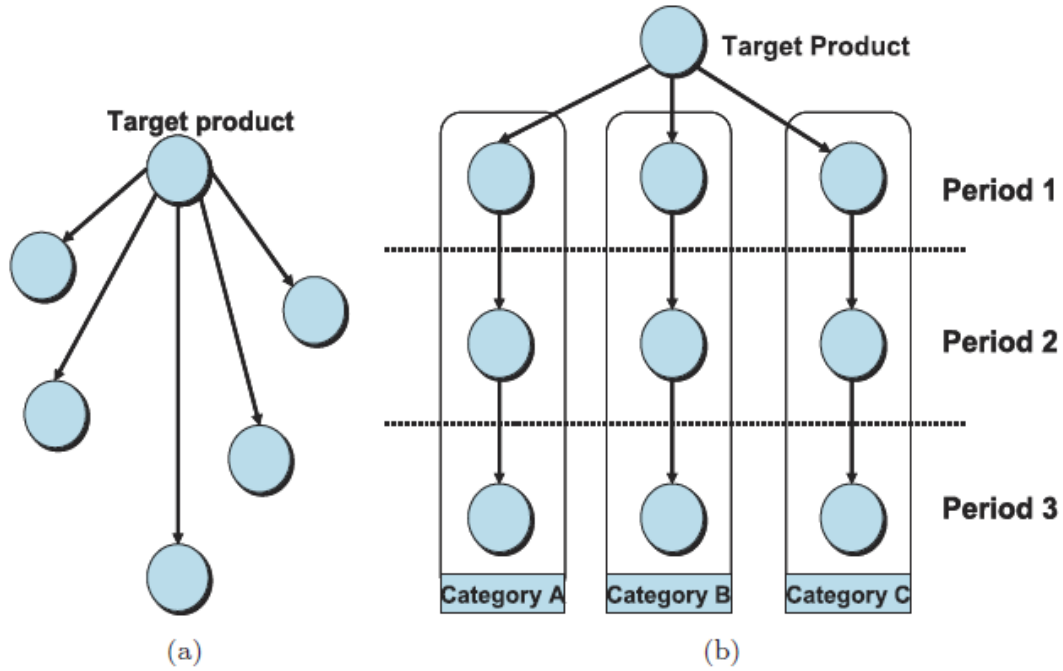 Target product
(a)
Target Product
Period 1
Period 2
Period 3
Category A
Category B
Category C
(b)